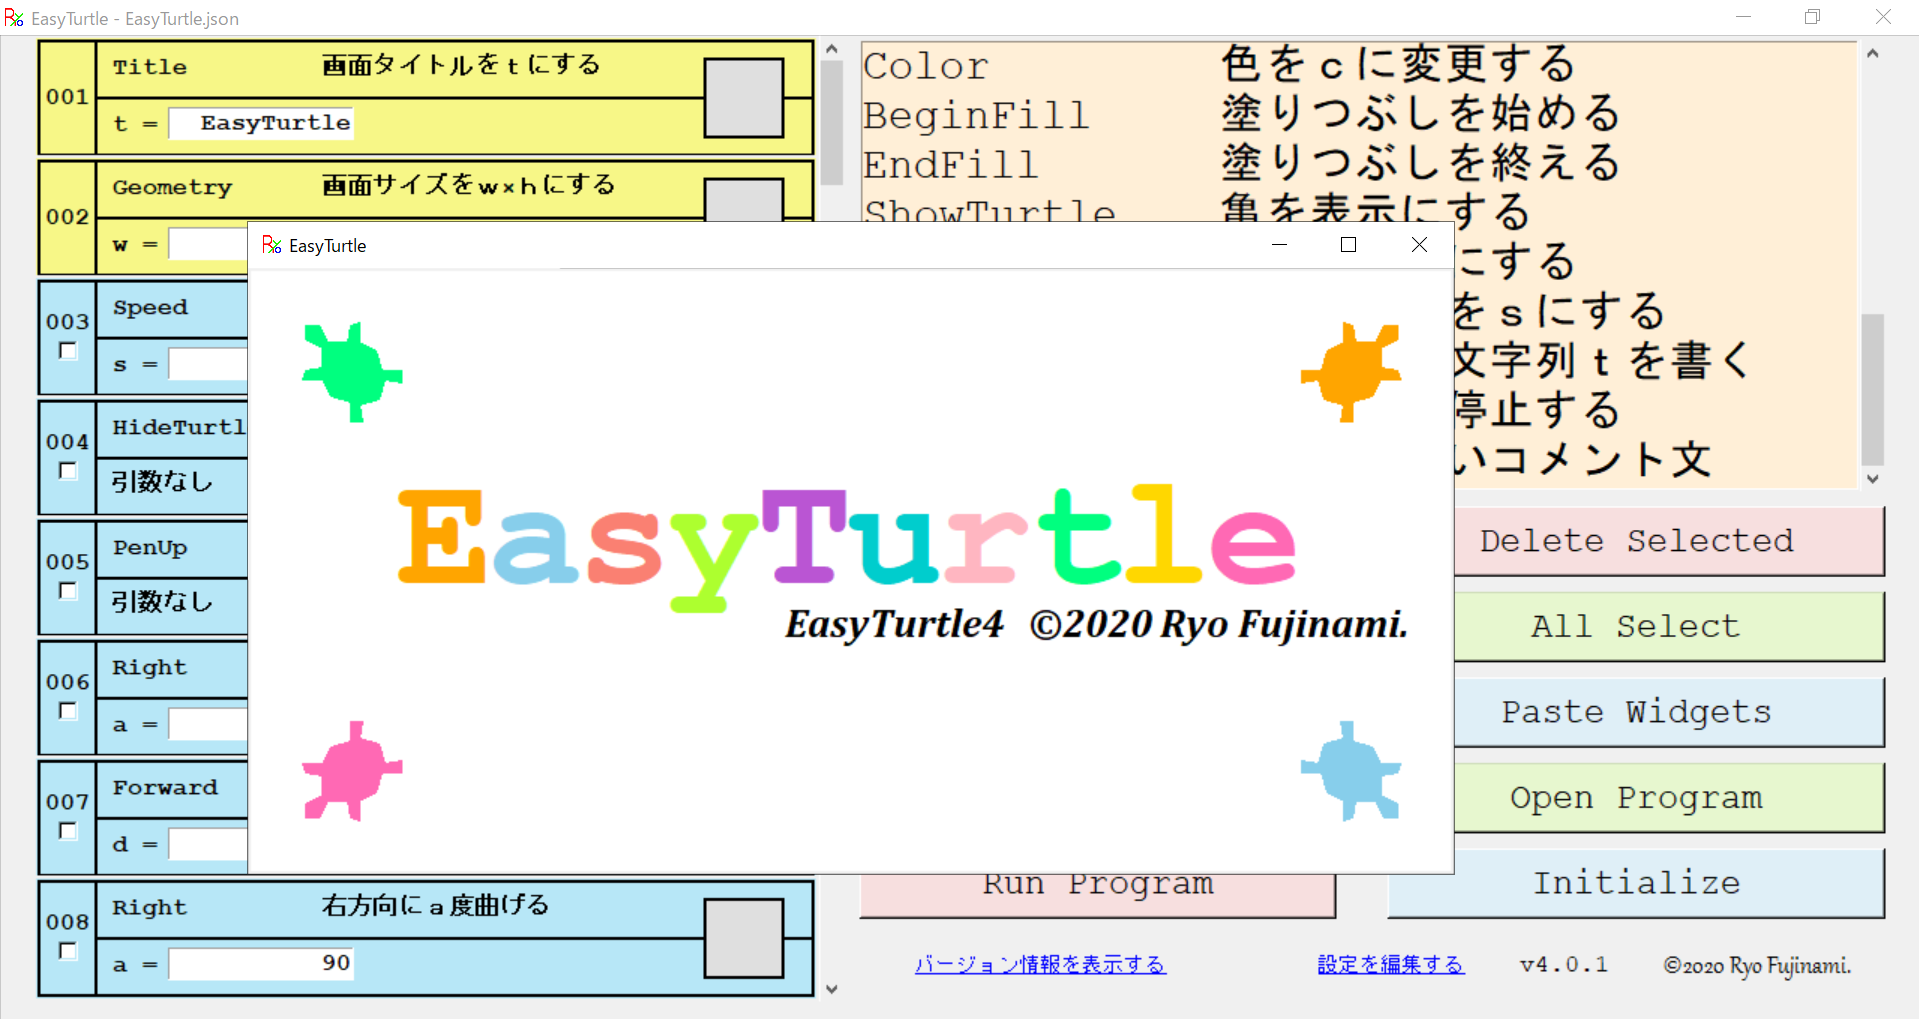 EasyTurtle - EasyTurtle.json
001
Title 画面タイトルをtにする
t = EasyTurtle
002
Geometry 画面サイズをw×hにする
w =
003
Speed
s =
004
HideTurtl
引数なし
005
PenUp
引数なし
006
Right
a =
007
Forward
d =
008
Right 右方向にa度曲げる
a = 90
Color 色をcに変更する
BeginFill 塗りつぶしを始める
EndFill 塗りつぶしを終える
ShowTurtle 亀を表示にする
にする
をsにする
文字列tを書く
停止する
いコメント文
EasyTurtle
EasyTurtle
EasyTurtle4 ©2020 Ryo Fujinami.
Delete Selected
All Select
Paste Widgets
Open Program
Run Program
Initialize
バージョン情報を表示する
設定を編集する
v4.0.1
©2020 Ryo Fujinami.